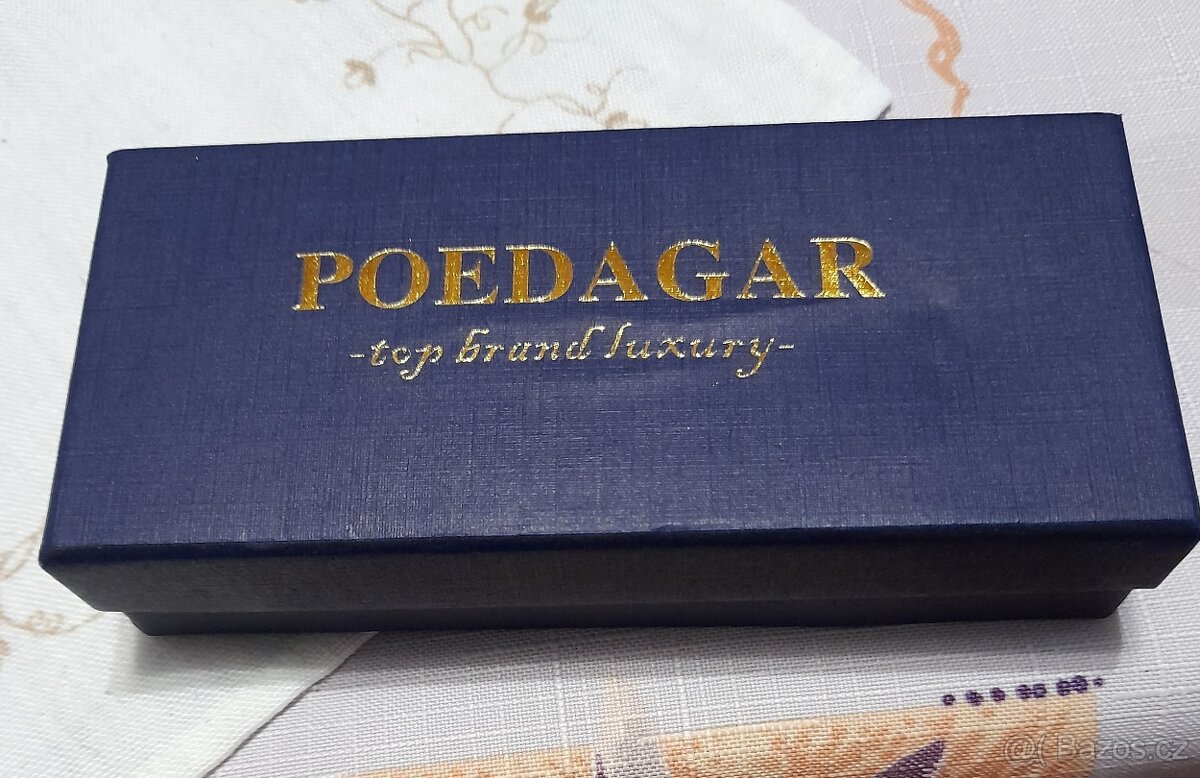 POEDAGAR
-top brand luxury-
@( Bazos.cz